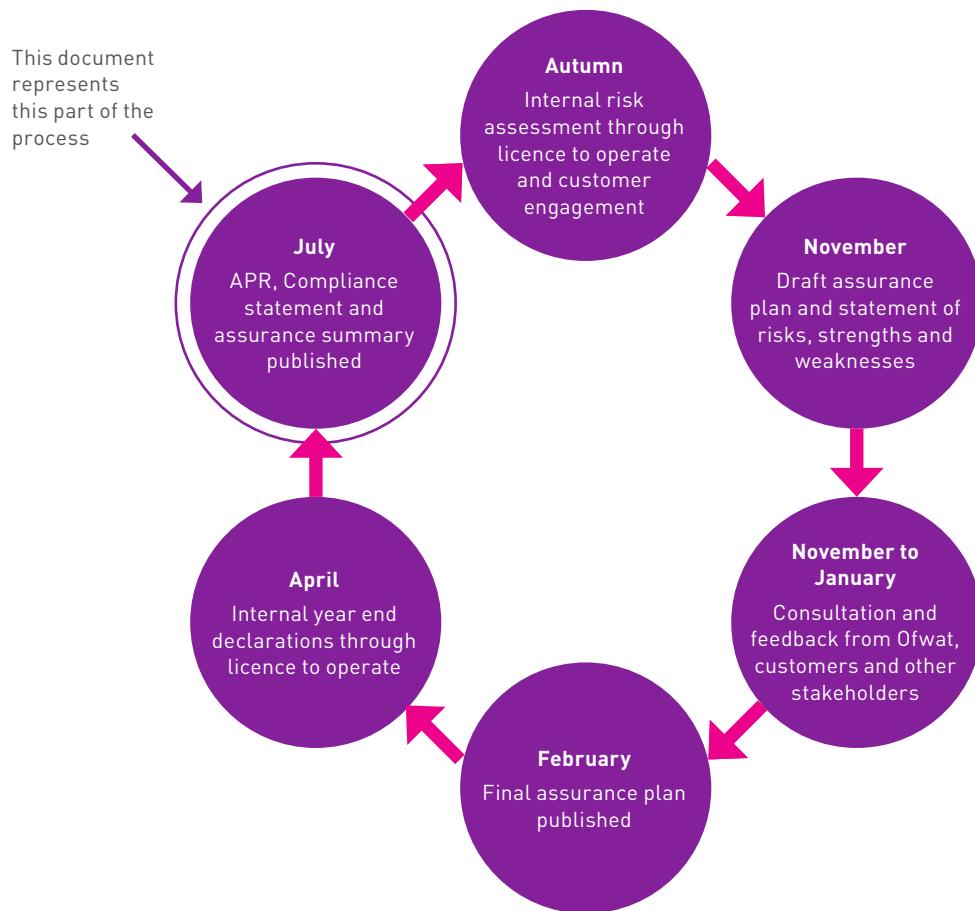 This document
represents
this part of the
process
Autumn
Internal risk
assessment through
licence to operate
and customer
engagement
November
Draft assurance
plan and statement of
risks, strengths and
weaknesses
November to
January
Consultation and
feedback from Ofwat,
customers and other
stakeholders
February
Final assurance plan
published
April
Internal year end
declarations through
licence to operate
July
APR, Compliance
statement and
assurance summary
published